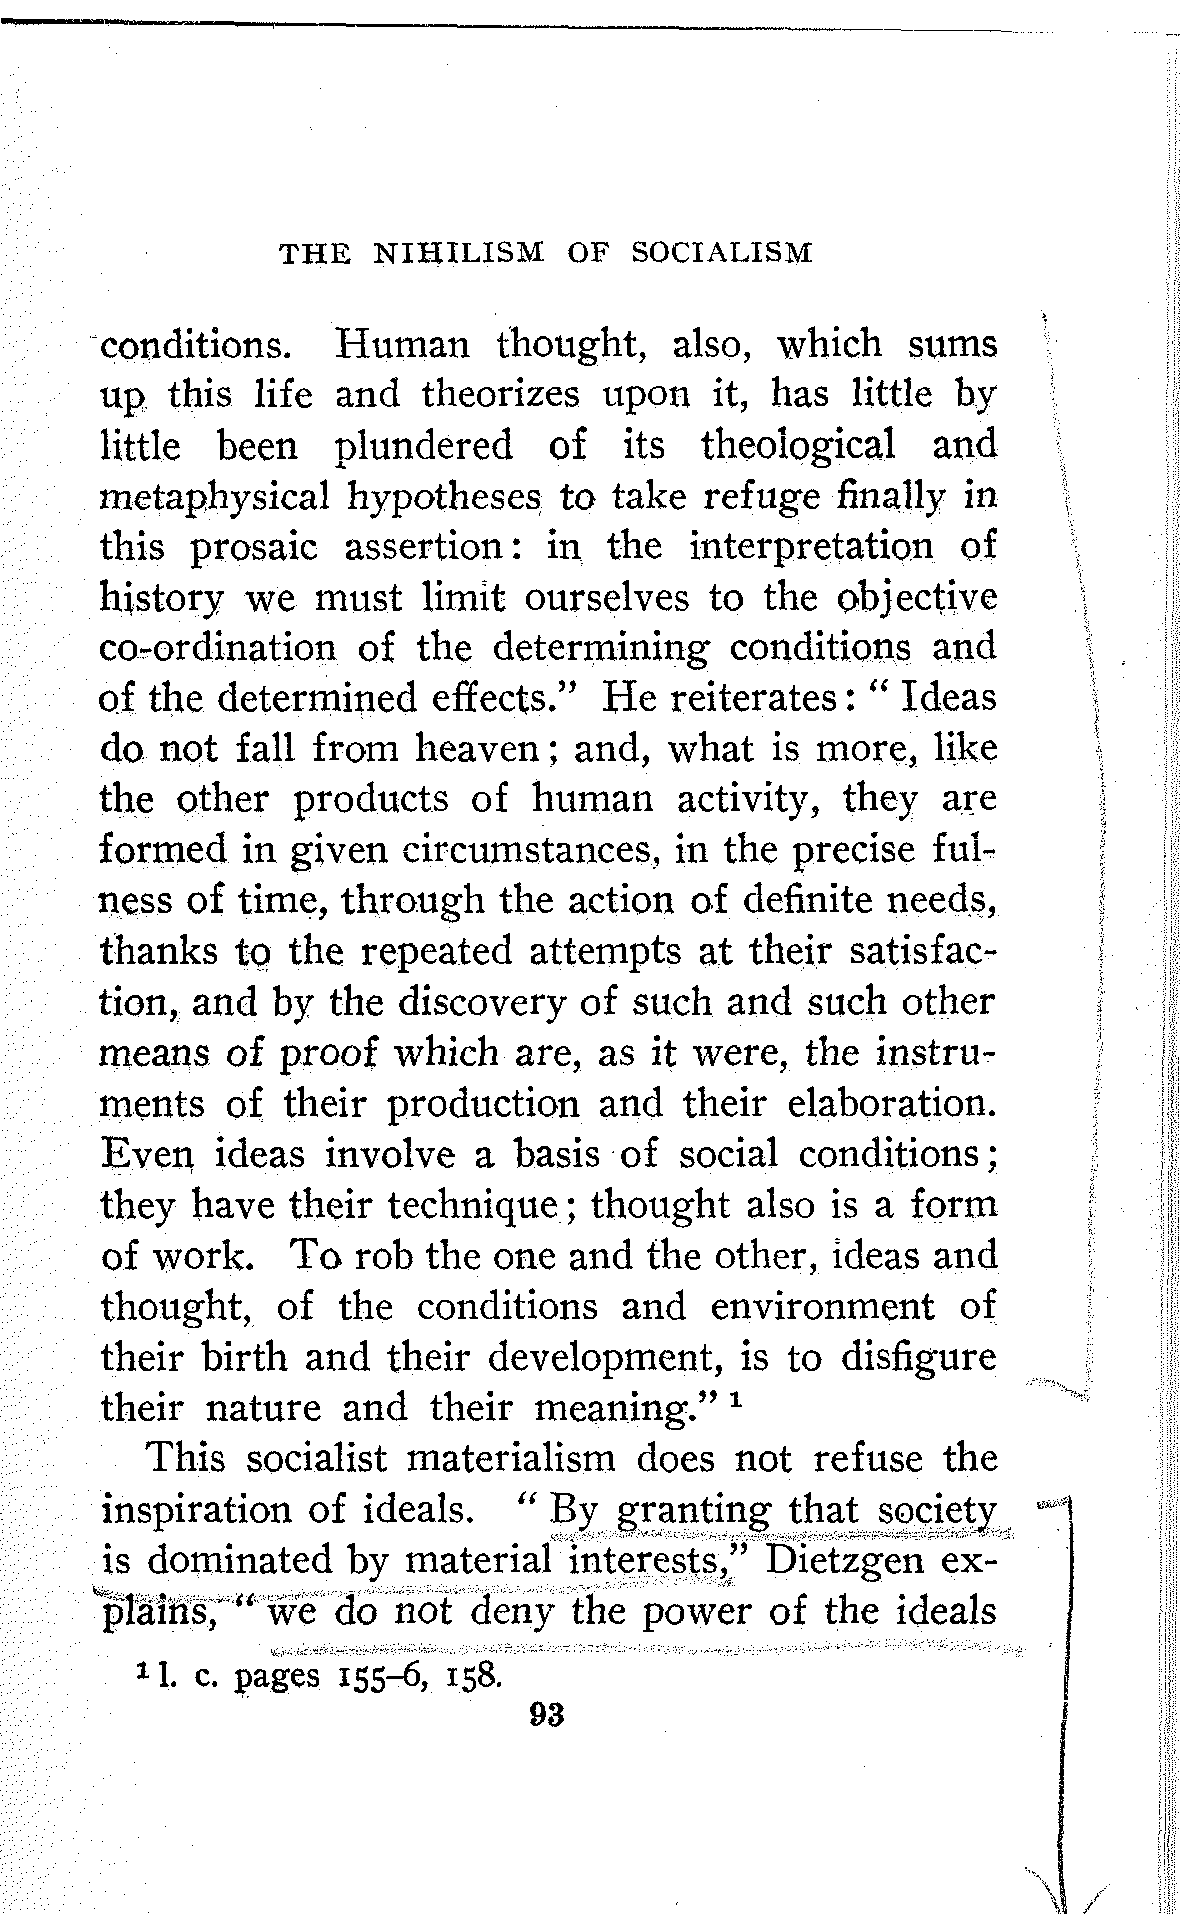 THE NIHILISM OF SOCIALISM
conditions. Human thought, also, which sums
up this life and theorizes upon it, has little by
little been plundered of its theological and
metaphysical hypotheses to take refuge finally in
this prosaic assertion: in the interpretation of
history we must limit ourselves to the objective
co-ordination of the determining conditions and
of the determined effects.” He reiterates: “ Ideas
do not fall from heaven; and, what is more, like
the other products of human activity, they are
formed in given circumstances, in the precise ful-
ness of time, through the action of definite needs,
thanks to the repeated attempts at their satisfac-
tion, and by the discovery of such and such other
means of proof which are, as it were, the instru-
ments of their production and their elaboration.
Even ideas involve a basis of social conditions;
they have their technique; thought also is a form
of work. To rob the one and the other, ideas and
thought, of the conditions and environment of
their birth and their development, is to disfigure
their nature and their meaning.” ¹
This socialist materialism does not refuse the
inspiration of ideals. “ By granting that society
is dominated by material interests,” Dietzgen ex-
plains, “ we do not deny the power of the ideals
¹ l. c. pages 155–6, 158.
93